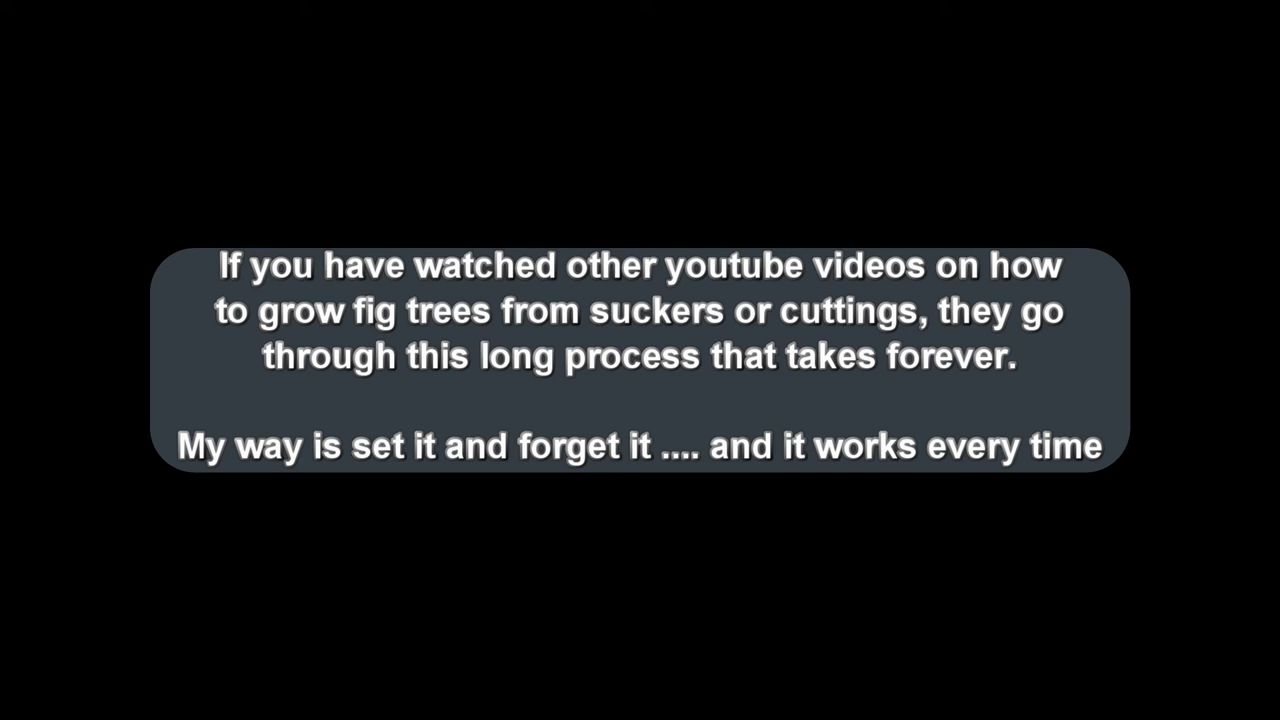 If you have watched other youtube videos on how
to grow fig trees from suckers or cuttings, they go
through this long process that takes forever.
My way is set it and forget it .... and it works every time